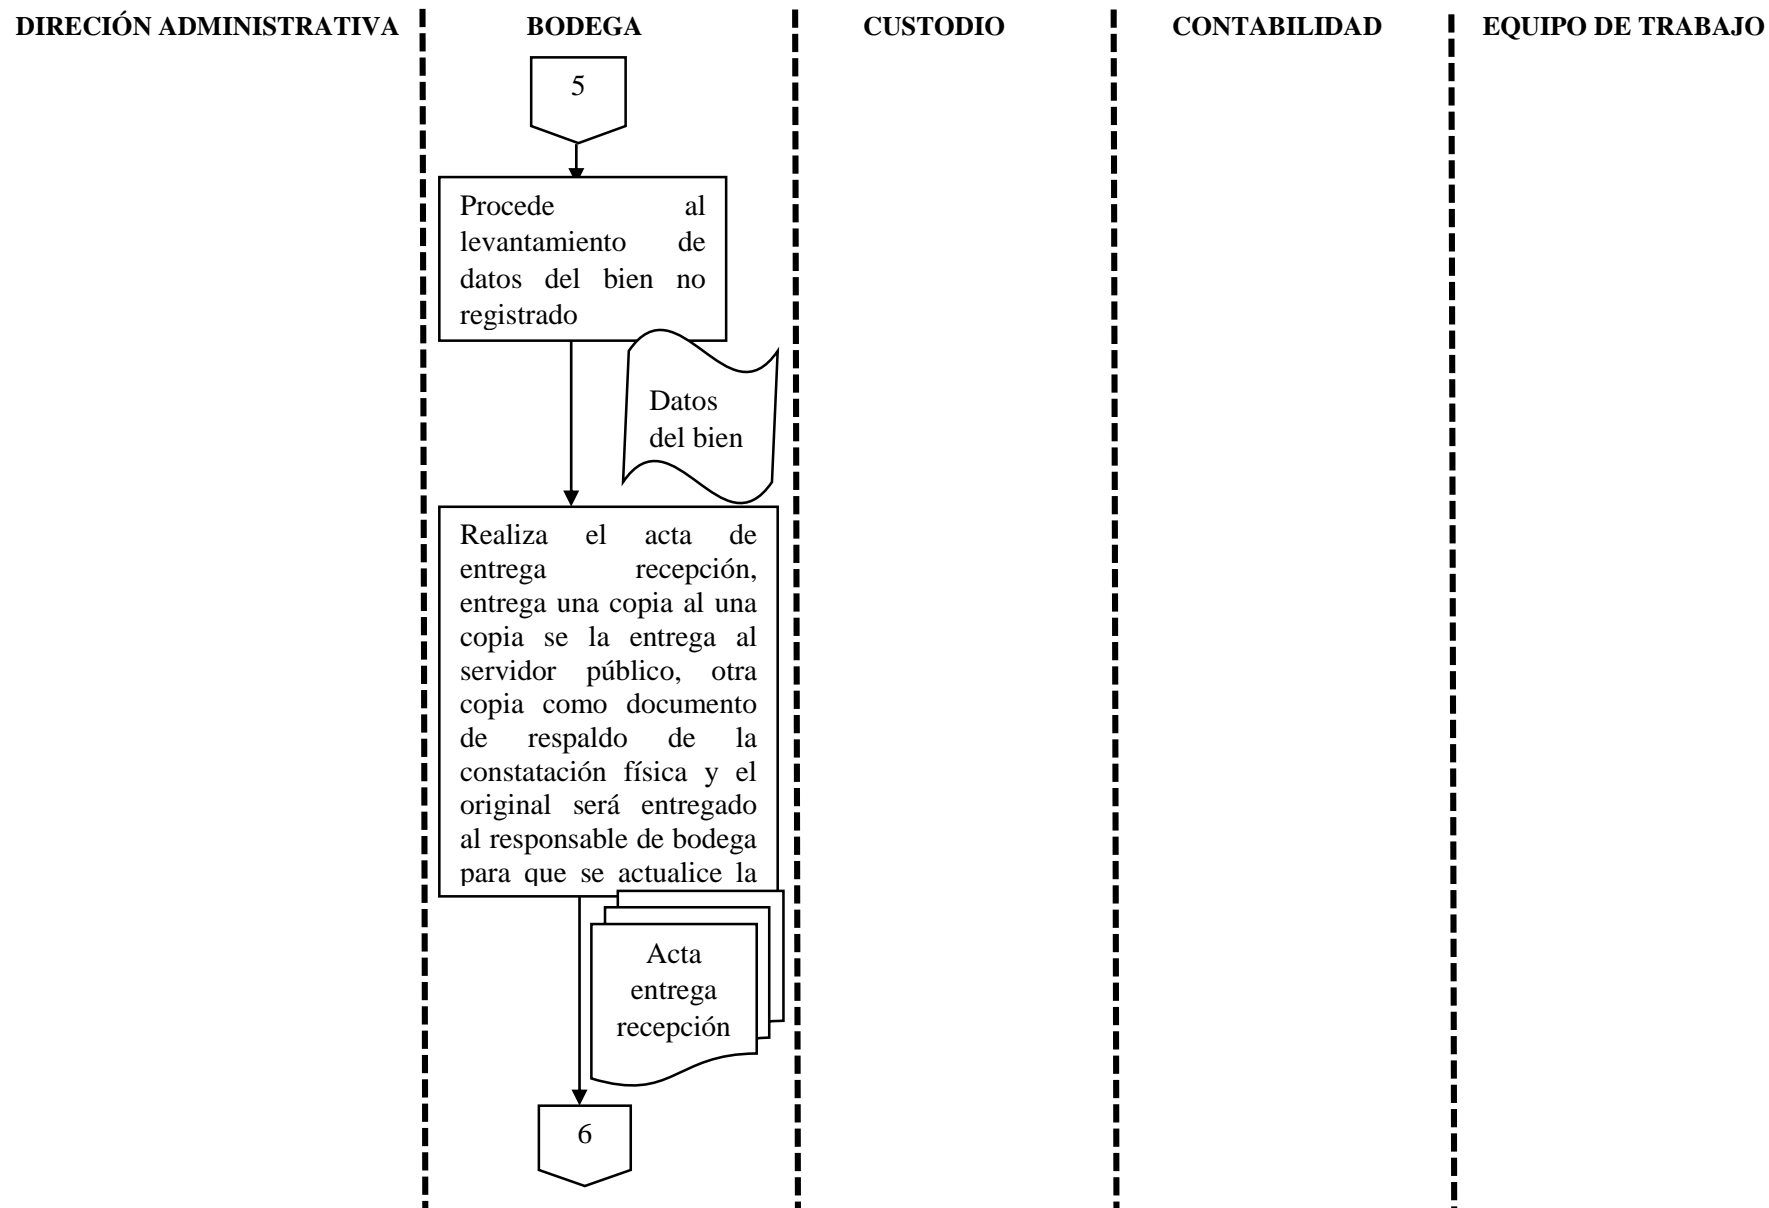 DIRECIÓN ADMINISTRATIVA
BODEGA
CUSTODIO
CONTABILIDAD
EQUIPO DE TRABAJO
5
Procede al
levantamiento de
datos del bien no
registrado
Datos
del bien
Realiza el acta de
entrega recepción,
entrega una copia al una
copia se la entrega al
servidor público, otra
copia como documento
de respaldo de la
constatación física y el
original será entregado
al responsable de bodega
para que se actualice la
Acta
entrega
recepción
6